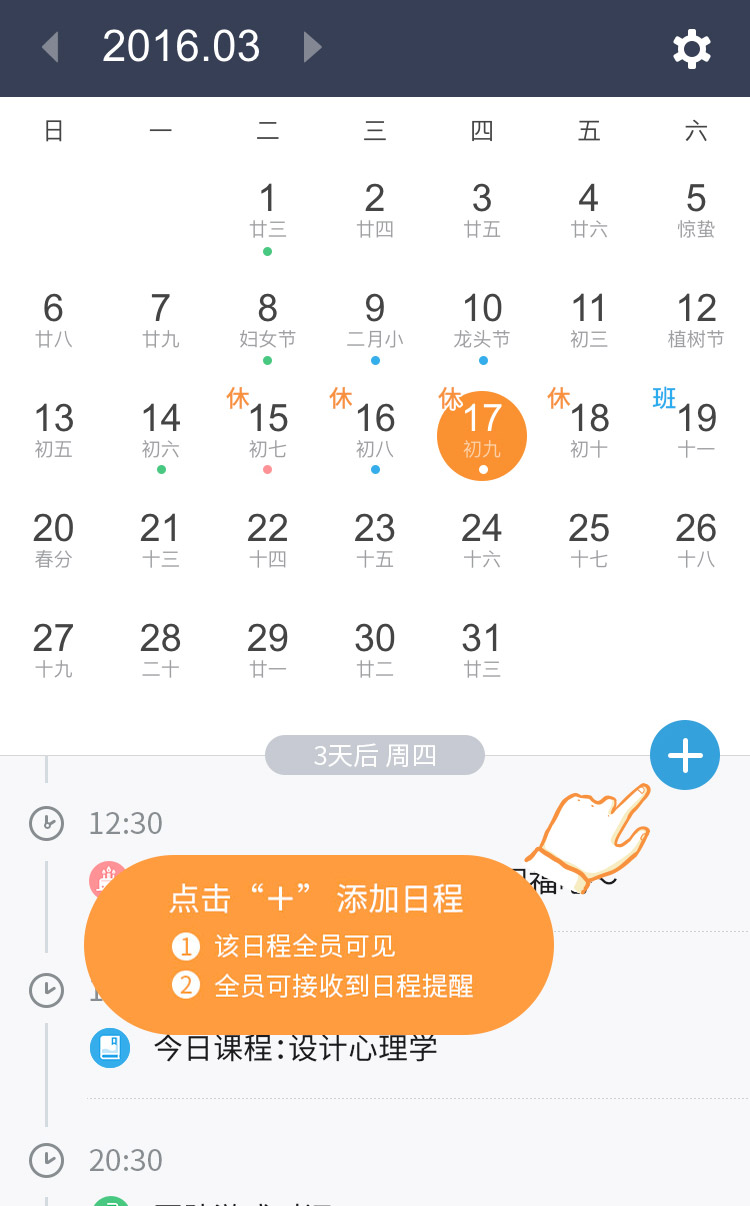 2016.03
日 一 二 三 四 五 六
1 2 3 4 5
廿三 廿四 廿五 廿六 惊蛰
6 7 8 9 10 11 12
廿八 廿九 妇女节 二月小 龙头节 初三 植树节
休 休 休 休 班
13 14 15 16 17 18 19
初五 初六 初七 初八 初九 初十 十一
20 21 22 23 24 25 26
春分 十三 十四 十五 十六 十七 十八
27 28 29 30 31
十九 二十 廿一 廿二 廿三
3天后 周四
12:30
点击“十” 添加日程
1 该日程全员可见
2 全员可接收到日程提醒
今日课程:设计心理学
20:30